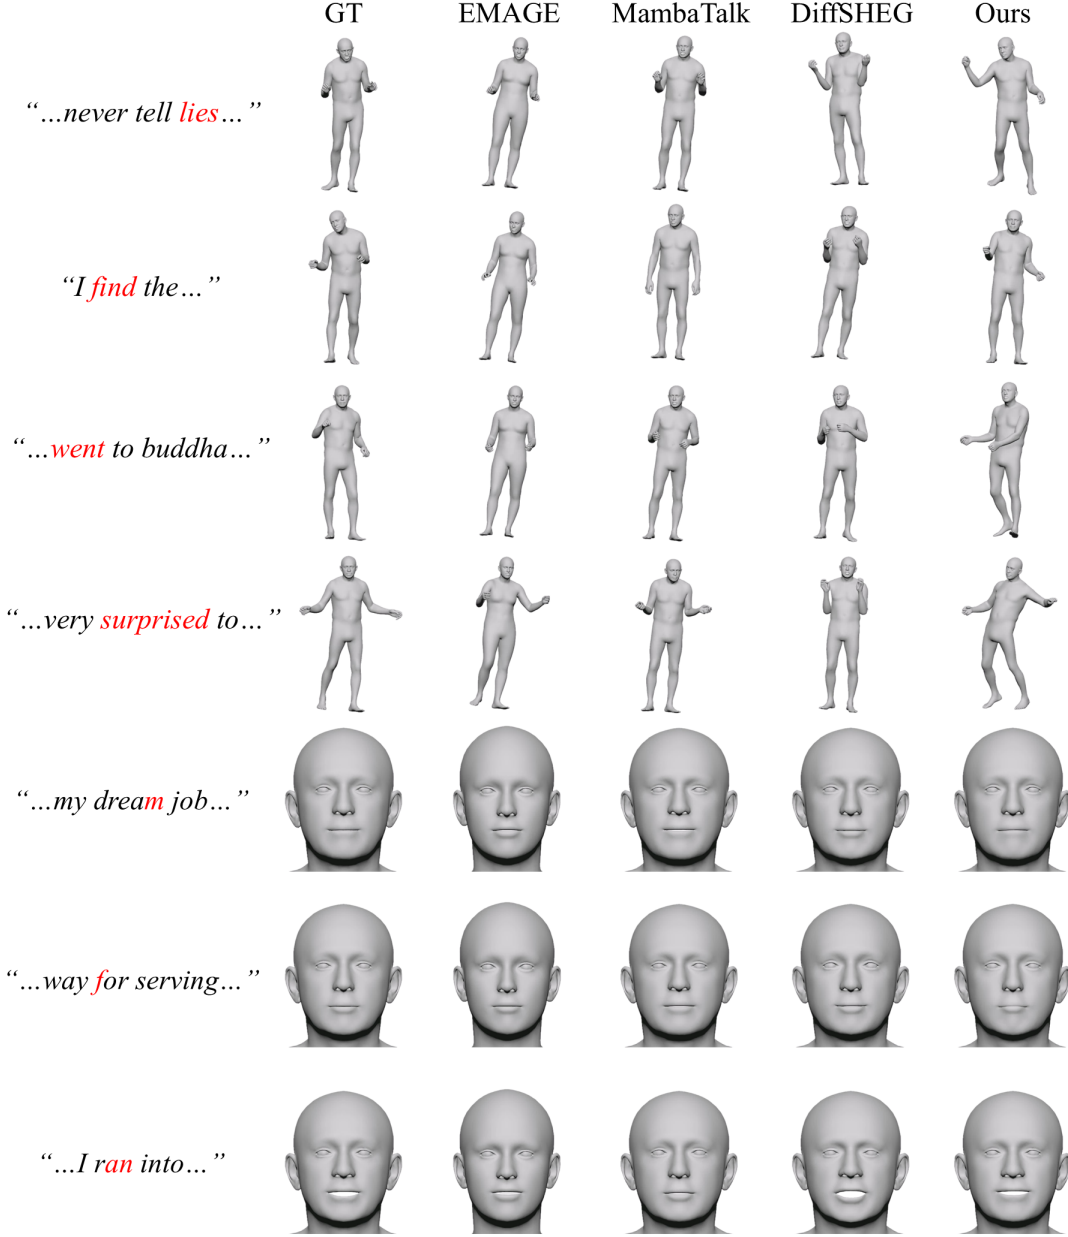 GT EMAGE MambaTalk DiffSHEG Ours
“…never tell lies…”
“I find the…”
“…went to buddha…”
“…very surprised to…”
“…my dream job…”
“…way for serving…”
“…I ran into…”